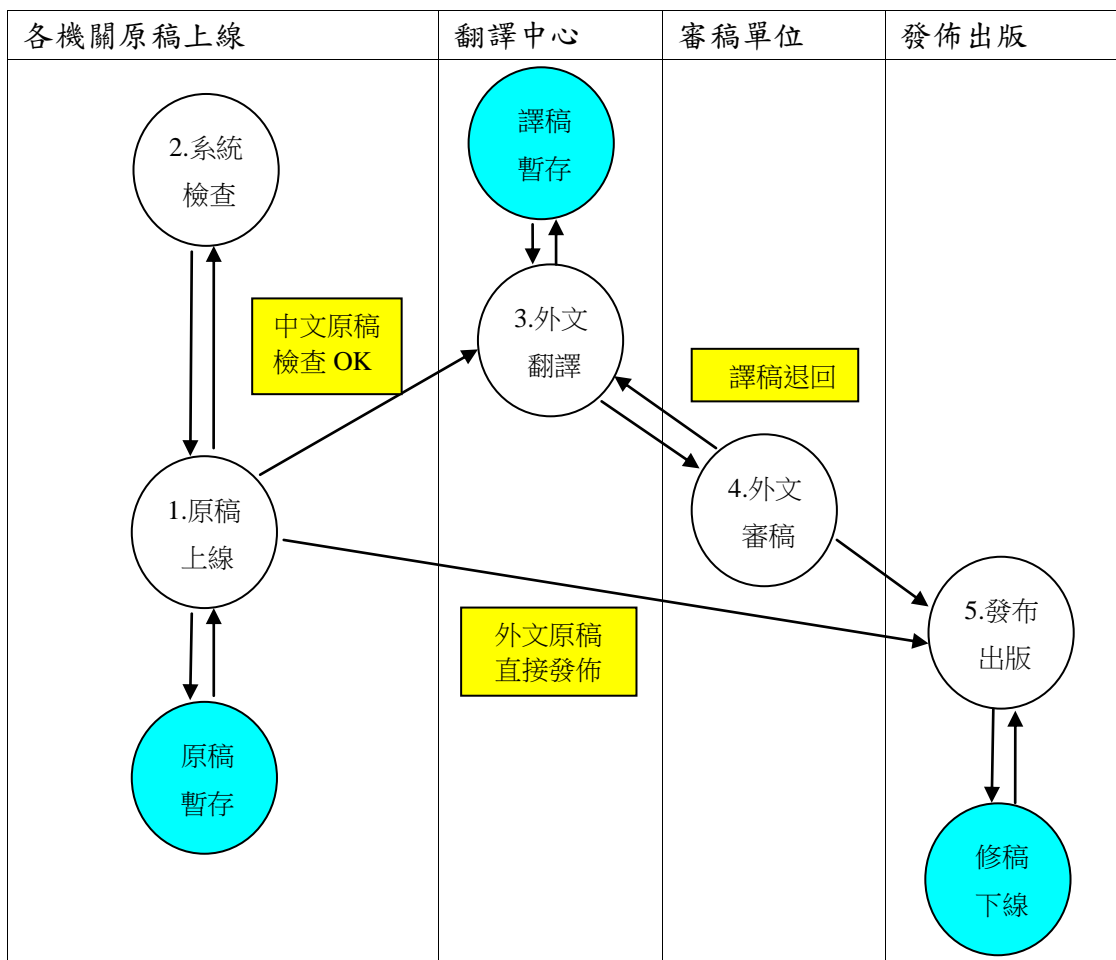 各機關原稿上線
翻譯中心
審稿單位
發佈出版
2.系統
檢查
譯稿
暫存
中文原稿
檢查 OK
3.外文
翻譯
譯稿退回
1.原稿
上線
4.外文
審稿
外文原稿
直接發佈
5.發布
出版
原稿
暫存
修稿
下線